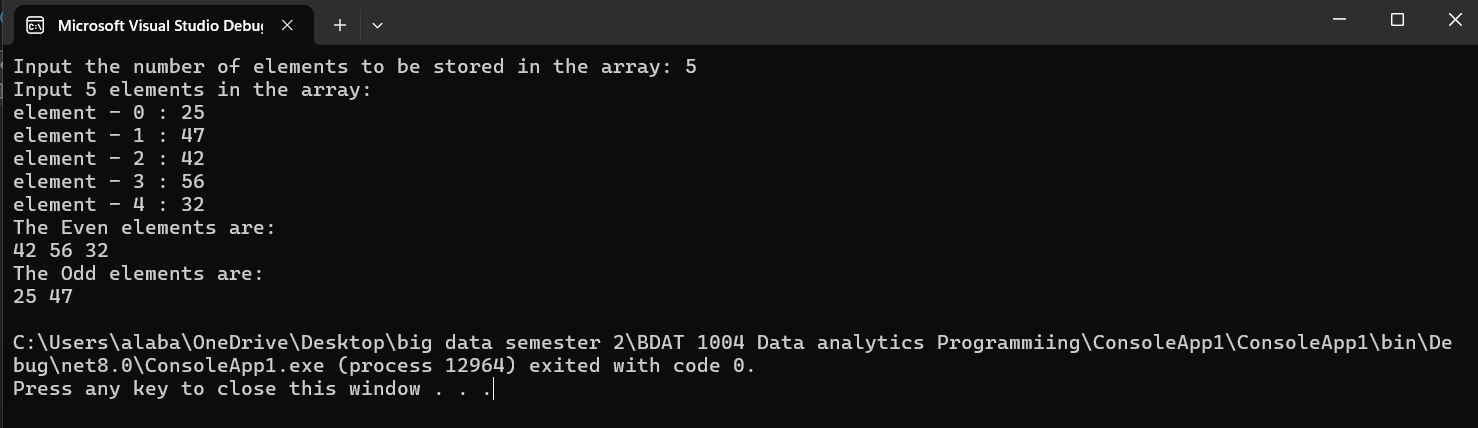 Microsoft Visual Studio Debug
Input the number of elements to be stored in the array: 5
Input 5 elements in the array:
element - 0 : 25
element - 1 : 47
element - 2 : 42
element - 3 : 56
element - 4 : 32
The Even elements are:
42 56 32
The Odd elements are:
25 47
C:\Users\alaba\OneDrive\Desktop\big data semester 2\BDAT 1004 Data analytics Programmiing\ConsoleApp1\ConsoleApp1\bin\De
bug\net8.0\ConsoleApp1.exe (process 12964) exited with code 0.
Press any key to close this window . . .